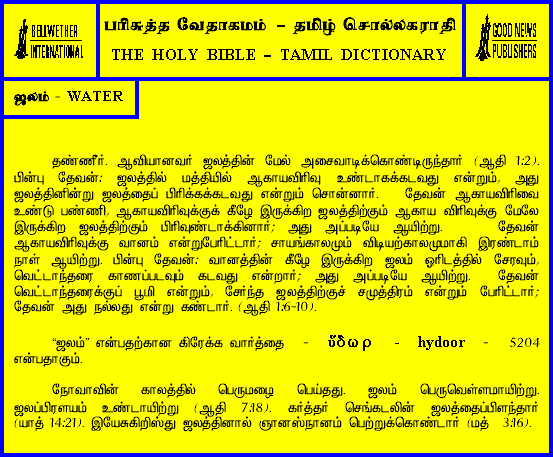 BELLWETHER
INTERNATIONAL
பரிசுத்த வேதாகமம் – தமிழ் சொல்லகராதி
THE HOLY BIBLE – TAMIL DICTIONARY
GOOD NEWS
PUBLISHERS
ஜலம் - WATER
தண்ணீர். ஆவியானவர் ஜலத்தின் மேல் அசைவாடிக்கொண்டிருந்தார் (ஆதி 1:2).
பின்பு தேவன்: ஜலத்தின் மத்தியில் ஆகாயவிரிவு உண்டாகக்கடவது என்றும், அது
ஜலத்தினின்று ஜலத்தைப் பிரிக்கக்கடவது என்றும் சொன்னார். தேவன் ஆகாயவிரிவை
உண்டு பண்ணி, ஆகாயவிரிவுக்குக் கீழே இருக்கிற ஜலத்திற்கும் ஆகாய விரிவுக்கு மேலே
இருக்கிற ஜலத்திற்கும் பிரிவுண்டாக்கினார்; அது அப்படியே ஆயிற்று. தேவன்
ஆகாயவிரிவுக்கு வானம் என்றுபேரிட்டார்; சாயங்காலமும் விடியற்காலமுமாகி இரண்டாம்
நாள் ஆயிற்று. பின்பு தேவன்: வானத்தின் கீழே இருக்கிற ஜலம் ஓரிடத்தில் சேரவும்,
வெட்டாந்தரை காணப்படவும் கடவது என்றார்; அது அப்படியே ஆயிற்று. தேவன்
வெட்டாந்தரைக்குப் பூமி என்றும், சேர்ந்த ஜலத்திற்குச் சமுத்திரம் என்றும் பேரிட்டார்;
தேவன் அது நல்லது என்று கண்டார். (ஆதி 1:6-10).
“ஜலம்” என்பதற்கான கிரேக்க வார்த்தை - ὕδωρ - hydoor - 5204
என்பதாகும்.
நோவாவின் காலத்தில் பெருமழை பெய்தது. ஜலம் பெருவெள்ளமாயிற்று.
ஜலப்பிரளயம் உண்டாயிற்று (ஆதி 7:18). கர்த்தர் செங்கடலின் ஜலத்தைப்பிளந்தார்
(யாத் 14:21). இயேசுகிறிஸ்து ஜலத்தினால் ஞானஸ்நானம் பெற்றுக்கொண்டார் (மத் 3:16).